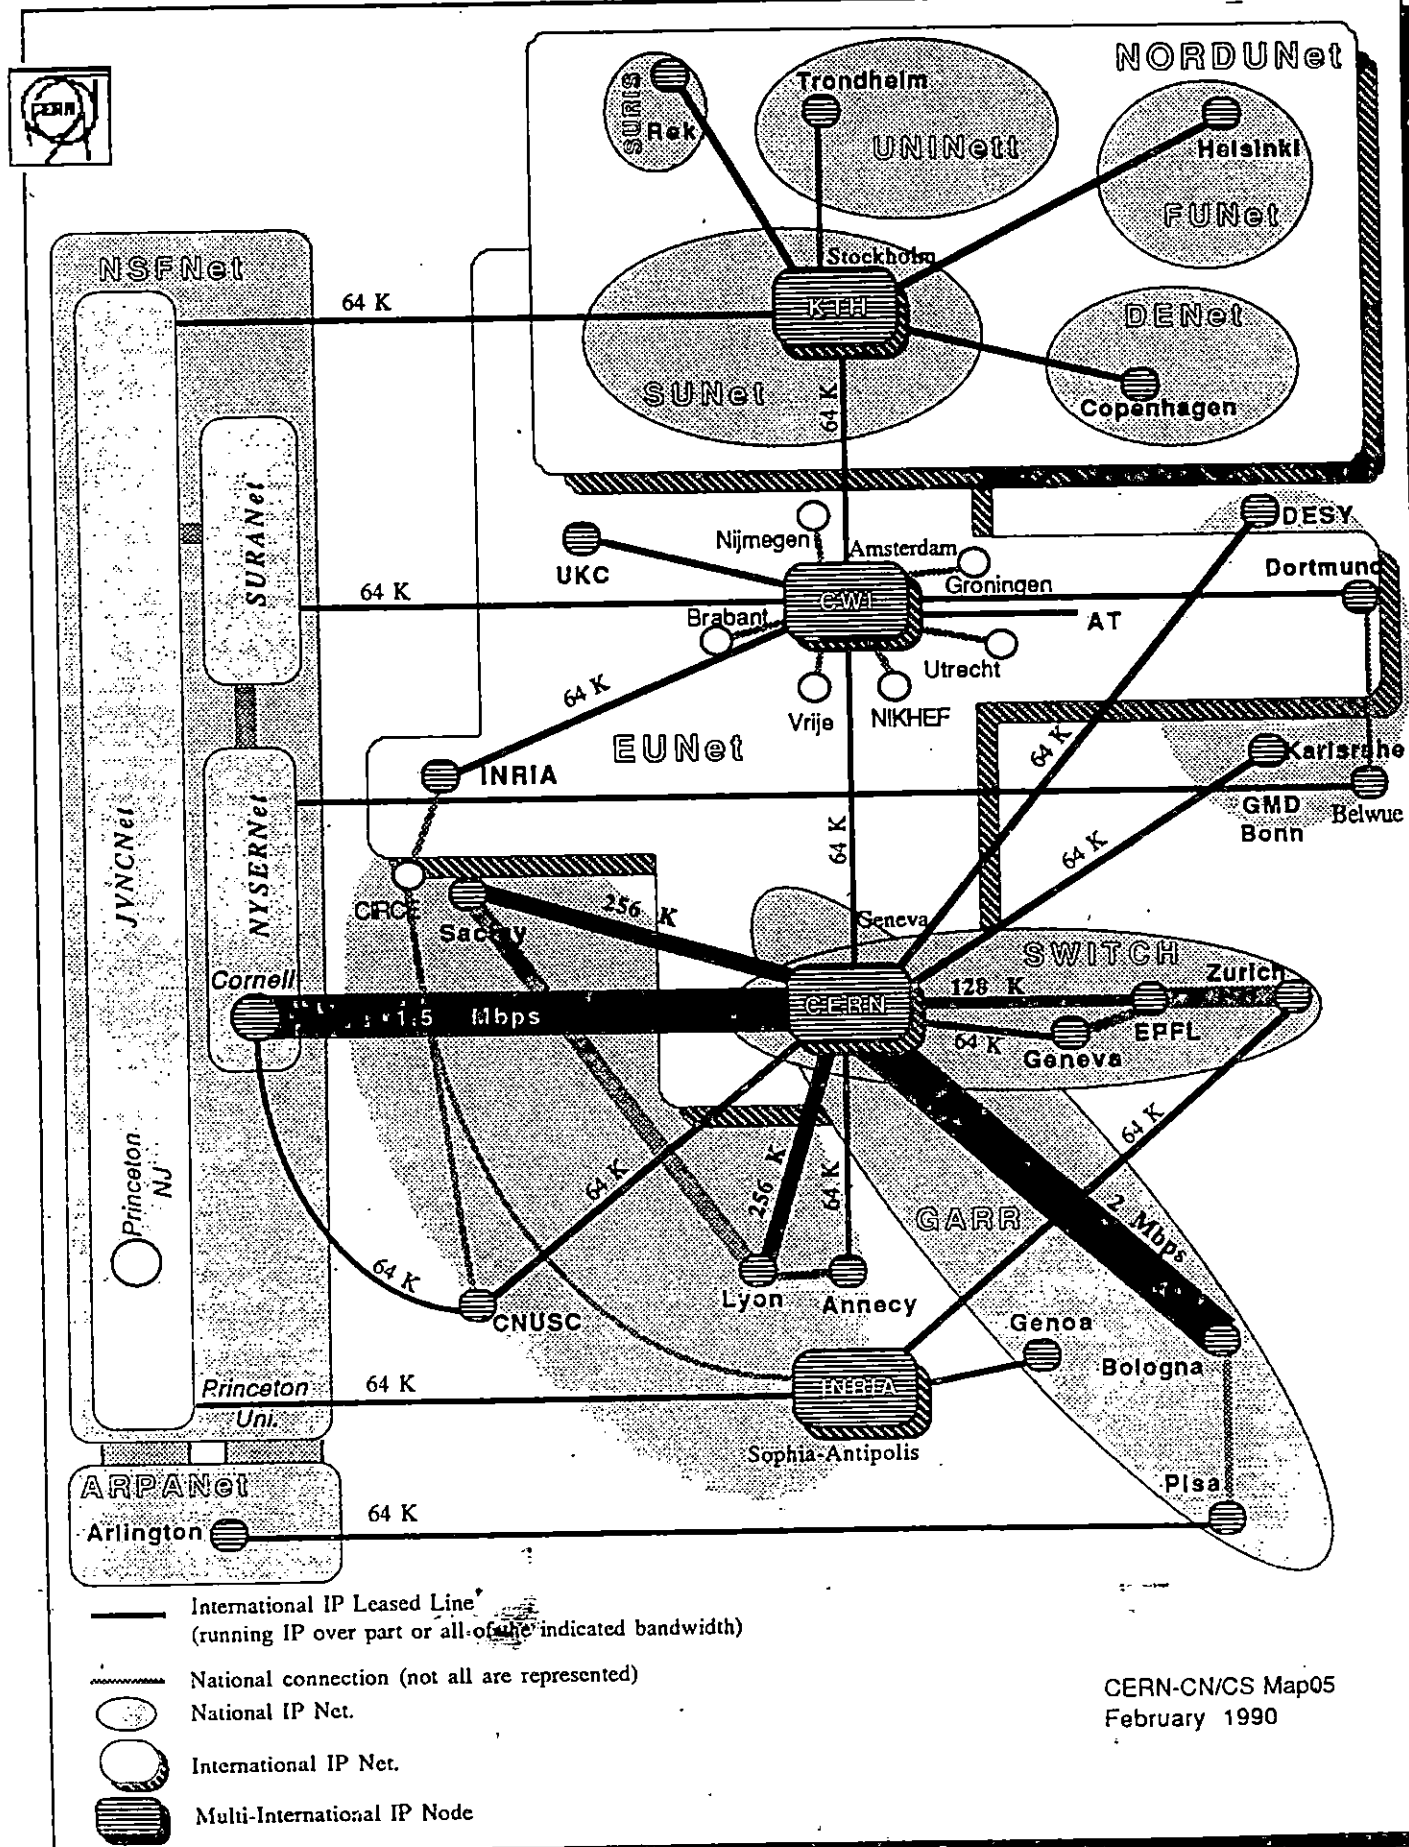 CERN
NORDUNet
SURIS
Rek
Trondheim
UNINett
Helsinki
FUNet
Stockholm
KTH
SUNet
DENet
Copenhagen
NSFNet
64 K
64 K
SURANet
JVNCNet
NYSERNet
Nijmegen
Amsterdam
Groningen
UKC
CWI
DESY
Dortmund
64 K
AT
Brabant
Utrecht
Vrije
NIKHEF
64 K
EUNet
INRIA
64 K
Karlsruhe
GMD
Bonn
Belwue
64 K
64 K
CIRCE
Saclay
256 K
Geneva
SWITCH
Zurich
Cornell
1.5 Mbps
CERN
128 K
EPFL
64 K
Geneva
Princeton
NJ
64 K
64 K
256 K
64 K
64 K
GARR
2 Mbps
Lyon
Annecy
CNUSC
Genoa
Bologna
Princeton
Uni.
64 K
INRIA
Sophia-Antipolis
Pisa
ARPANet
Arlington
64 K
International IP Leased Line
(running IP over part or all of the indicated bandwidth)
National connection (not all are represented)
National IP Net.
International IP Net.
Multi-International IP Node
CERN-CN/CS Map05
February 1990